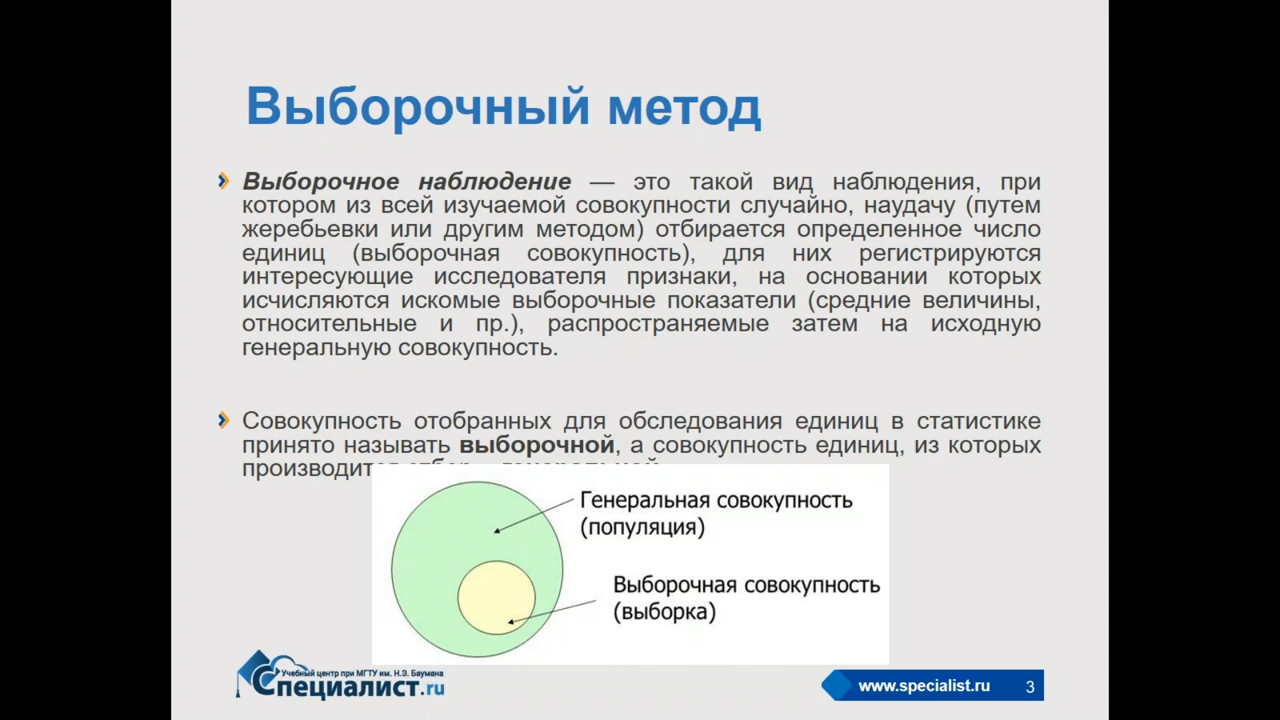 Выборочный метод
Выборочное наблюдение — это такой вид наблюдения, при
котором из всей изучаемой совокупности случайно, наудачу (путем
жеребьевки или другим методом) отбирается определенное число
единиц (выборочная совокупность), для них регистрируются
интересующие исследователя признаки, на основании которых
исчисляются искомые выборочные показатели (средние величины,
относительные и пр.), распространяемые затем на исходную
генеральную совокупность.
Совокупность отобранных для обследования единиц в статистике
принято называть выборочной, а совокупность единиц, из которых
Генеральная совокупность
(популяция)
Выборочная совокупность
(выборка)
Учебный центр при МГТУ им. Н.Э. Баумана
Специалист.ru
www.specialist.ru 3